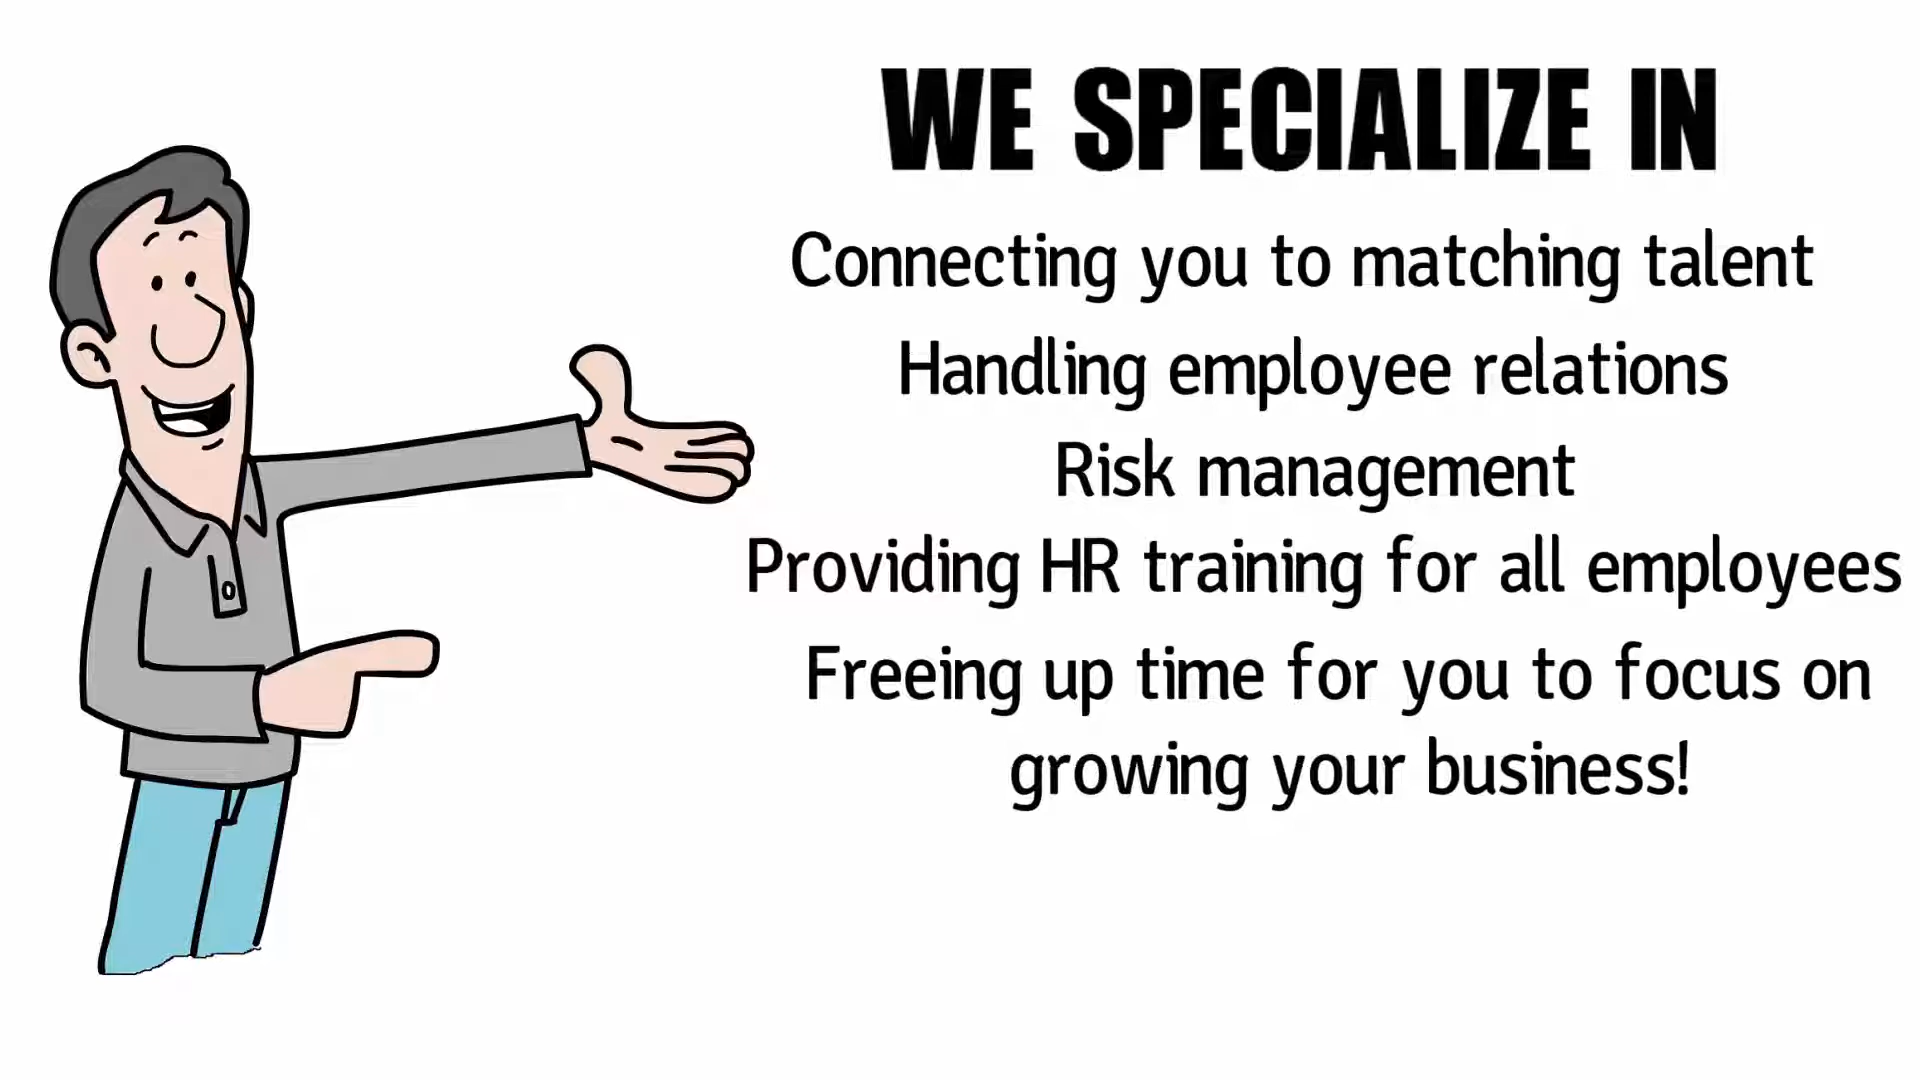 WE SPECIALIZE IN
Connecting you to matching talent
Handling employee relations
Risk management
Providing HR training for all employees
Freeing up time for you to focus on
growing your business!